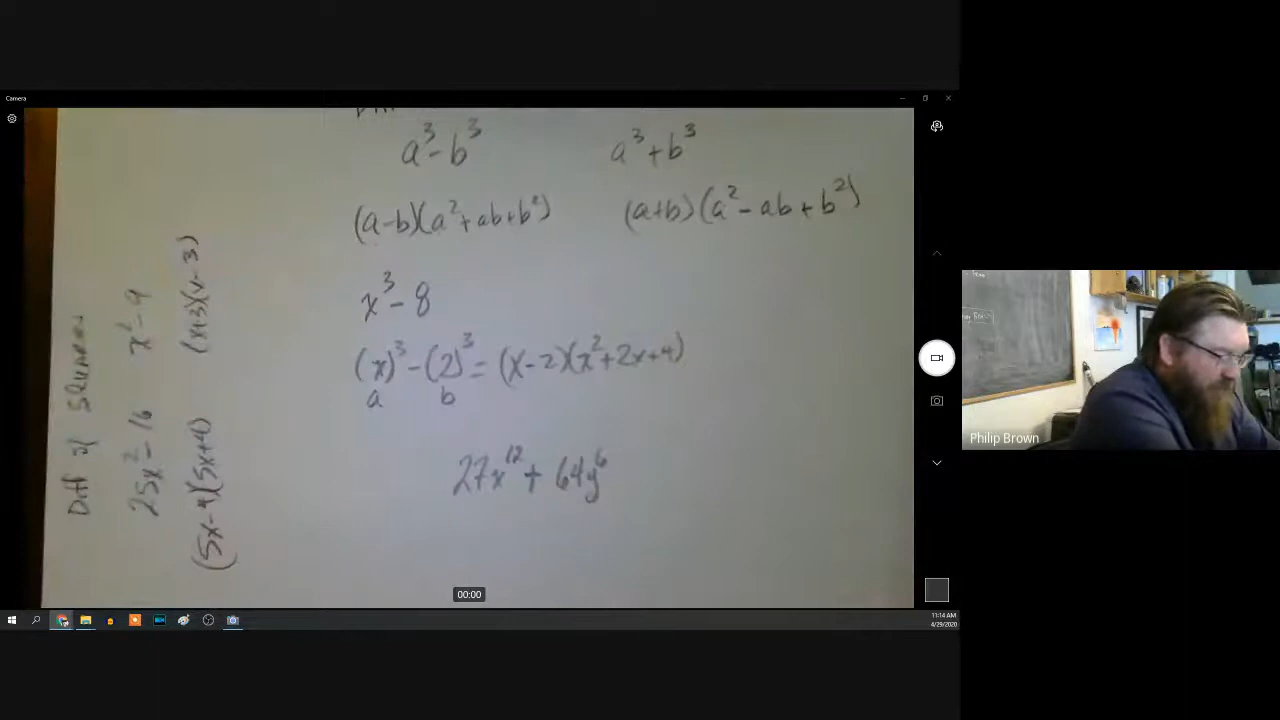 Camera
a³-b³ a³+b³
(a-b)(a²+ab+b²) (a+b)(a²-ab+b²)
x³-8
(x)³-(2)³=(x-2)(x²+2x+4)
a b
27x¹²+64y⁶
Diff of Squares
25x²-16 x²-9
(5x-4)(5x+4) (x+3)(x-3)
Philip Brown
00:00
11:14 AM
4/29/2020